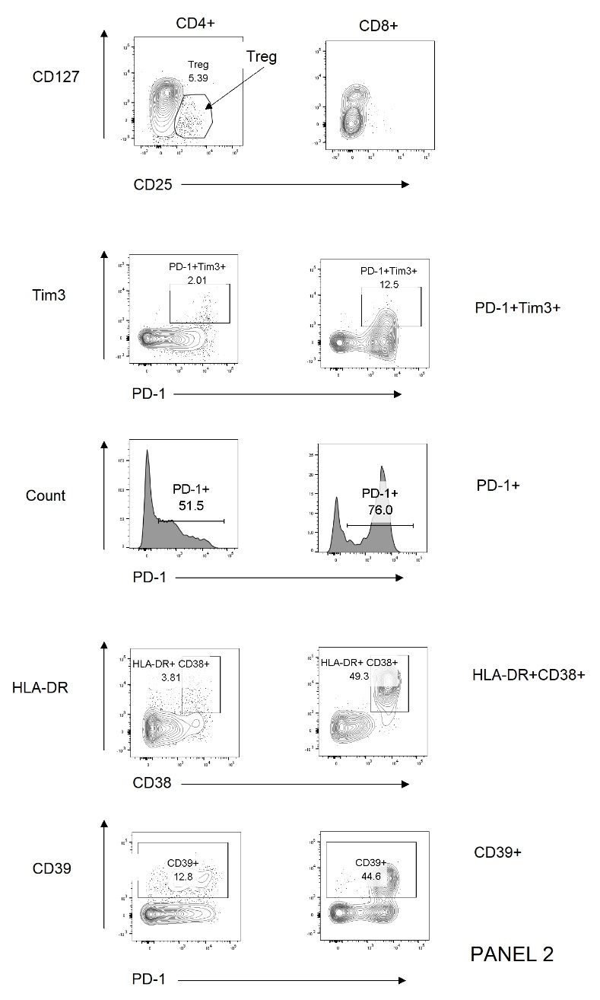 CD4+
CD8+
CD127
Treg
5.39
Treg
CD25
Tim3
PD-1+Tim3+
2.01
PD-1+Tim3+
12.5
PD-1+Tim3+
PD-1
Count
PD-1+
51.5
PD-1+
76.0
PD-1+
PD-1
HLA-DR
HLA-DR+ CD38+
3.81
HLA-DR+ CD38+
49.3
HLA-DR+CD38+
CD38
CD39
CD39+
12.8
CD39+
44.6
CD39+
PANEL 2
PD-1